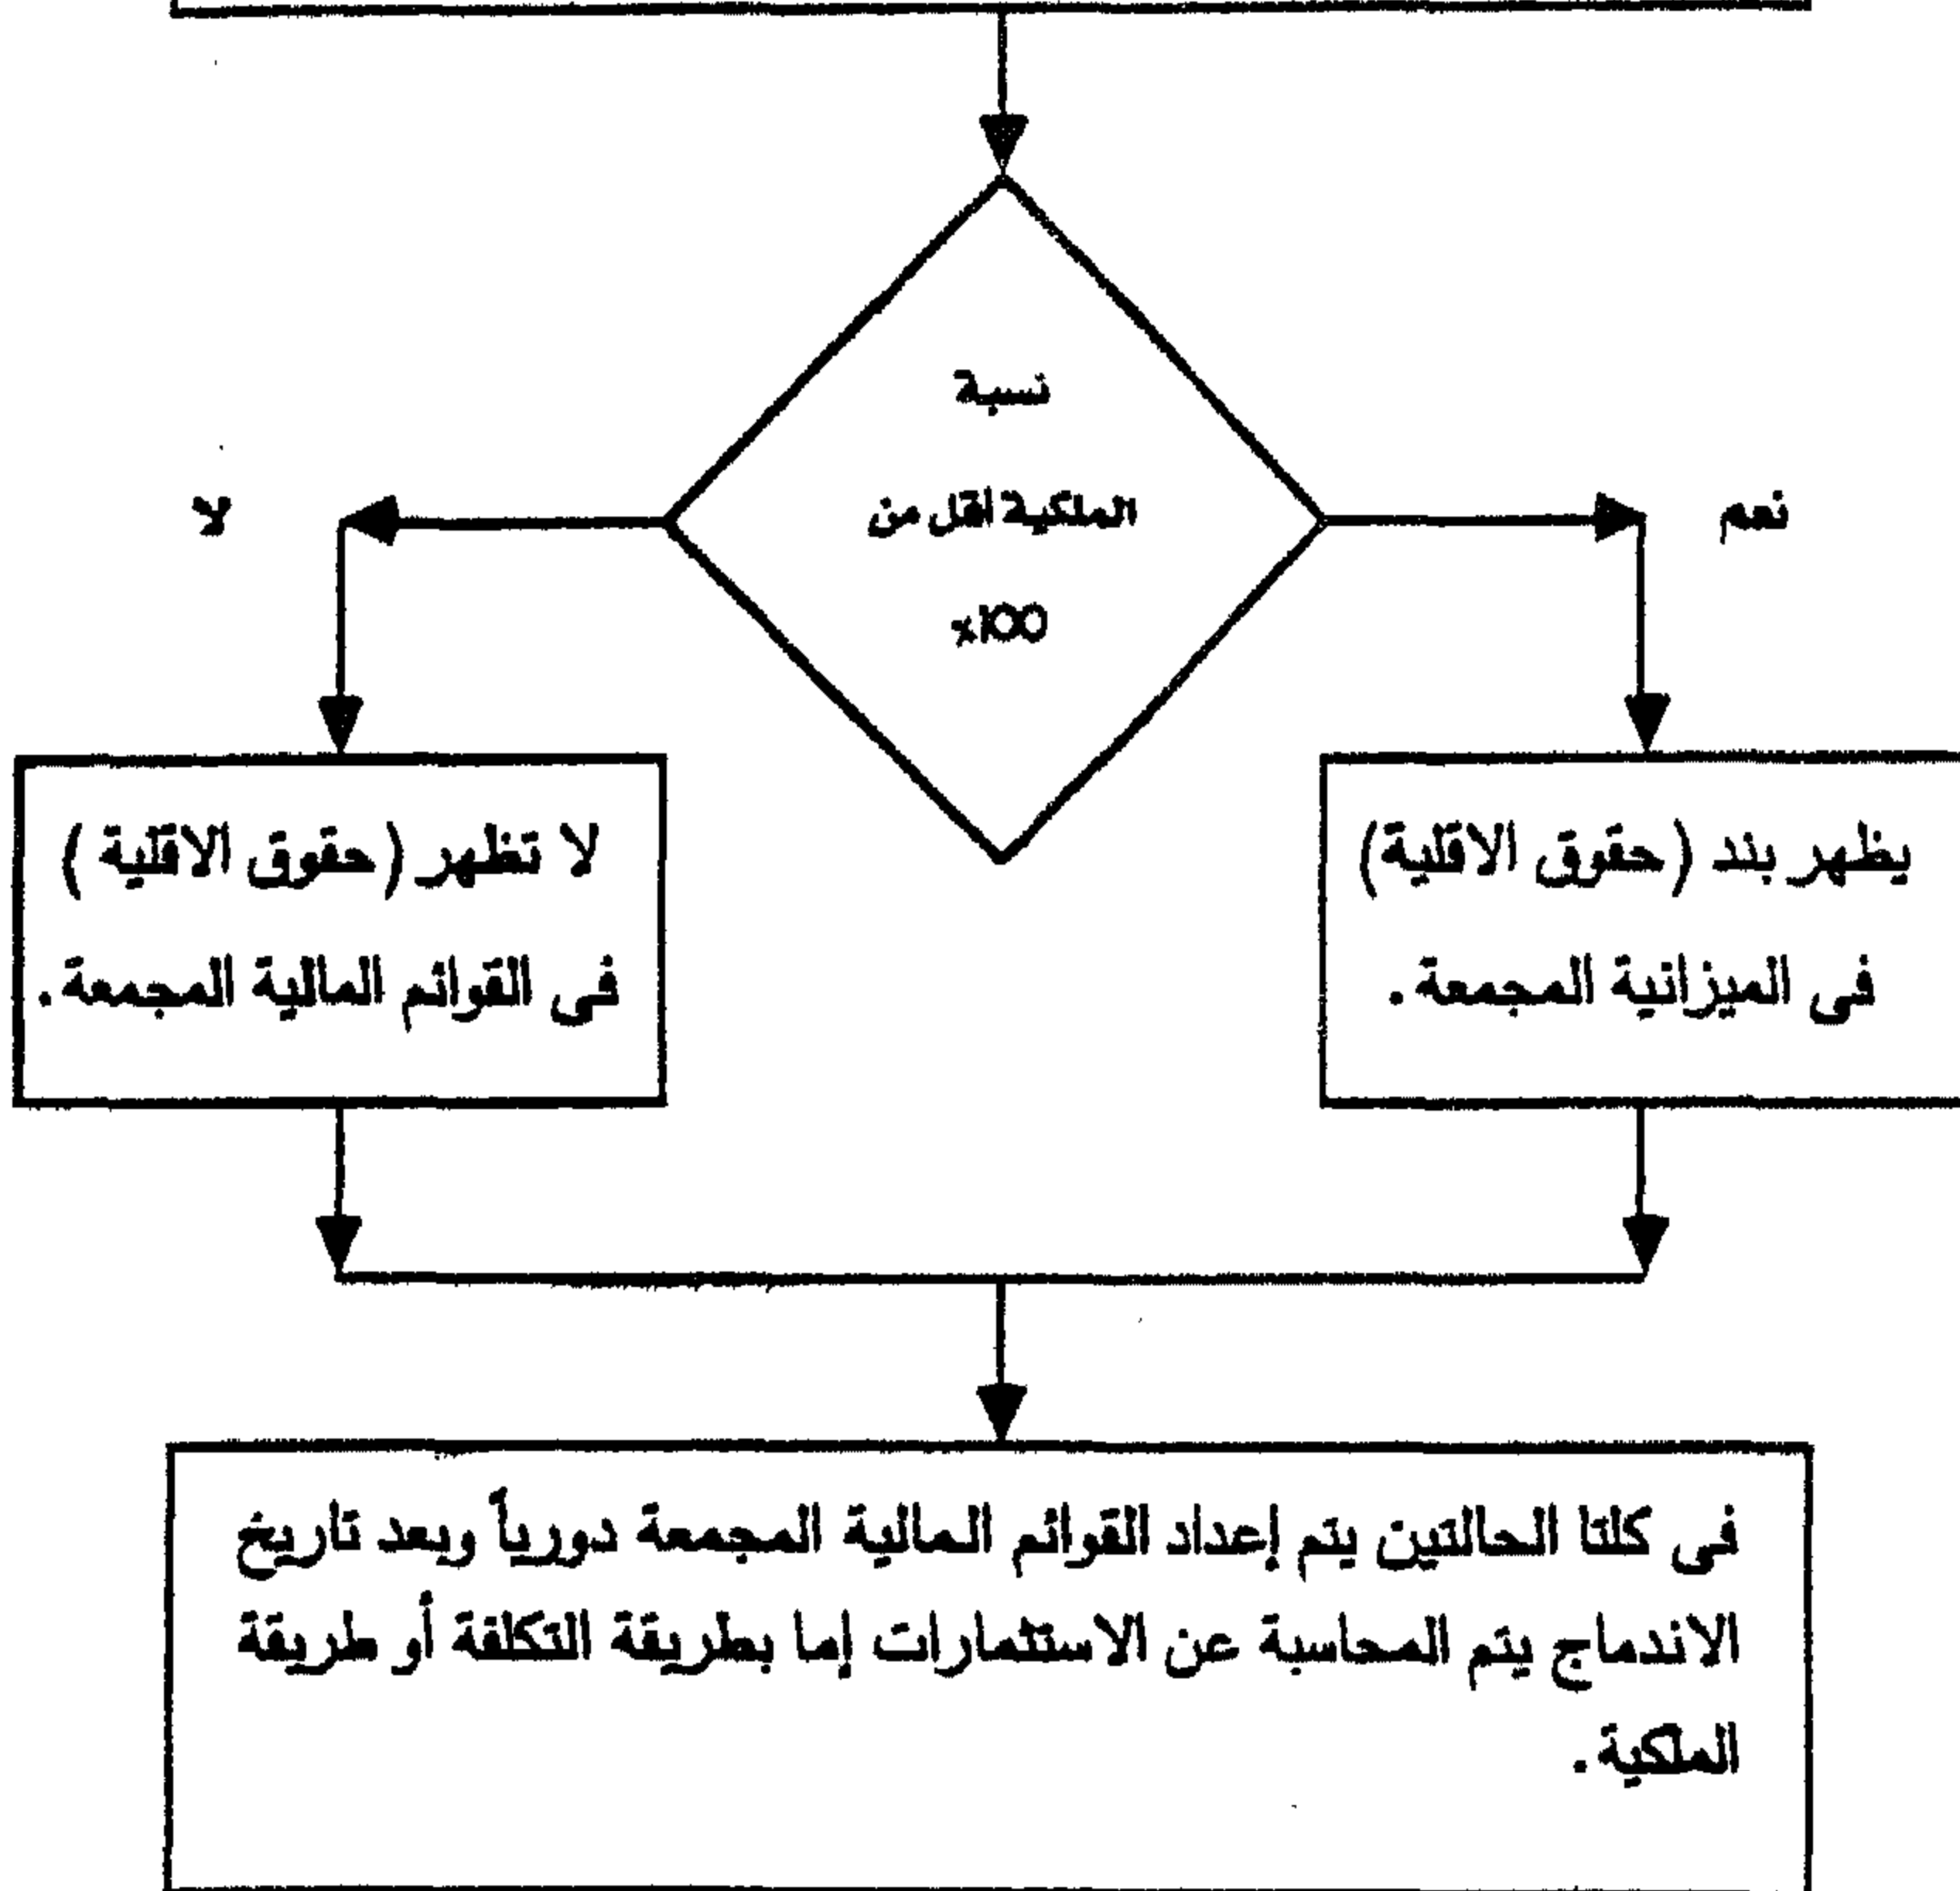 نسبة
الملكية اقل من
100%
نعم
لا
يظهر بند (حقوق الاقلية)
فى الميزانية المجمعة .
لا تظهر (حقوق الاقلية )
فى القوائم المالية المجمعة .
فى كلتا الحالتين يتم إعداد القوائم المالية المجمعة دورياً وبعد تاريخ
الاندماج يتم المحاسبة عن الاستثمارات إما بطريقة التكلفة أو طريقة
الملكية .